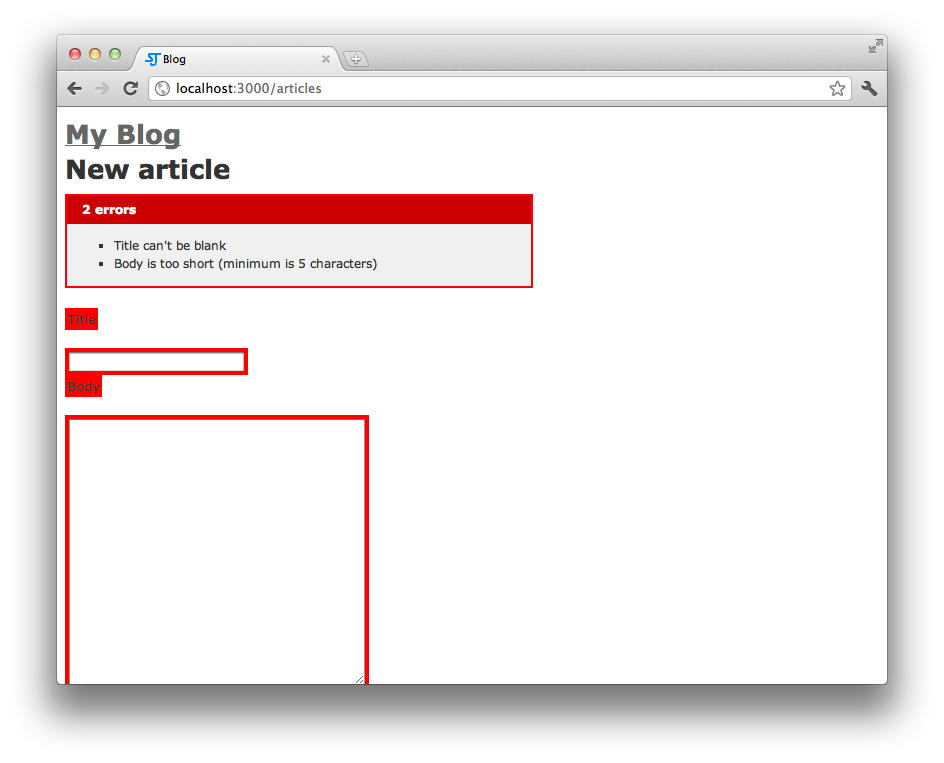 Blog
localhost:3000/articles
My Blog
New article
2 errors
Title can't be blank
Body is too short (minimum is 5 characters)
Title
Body